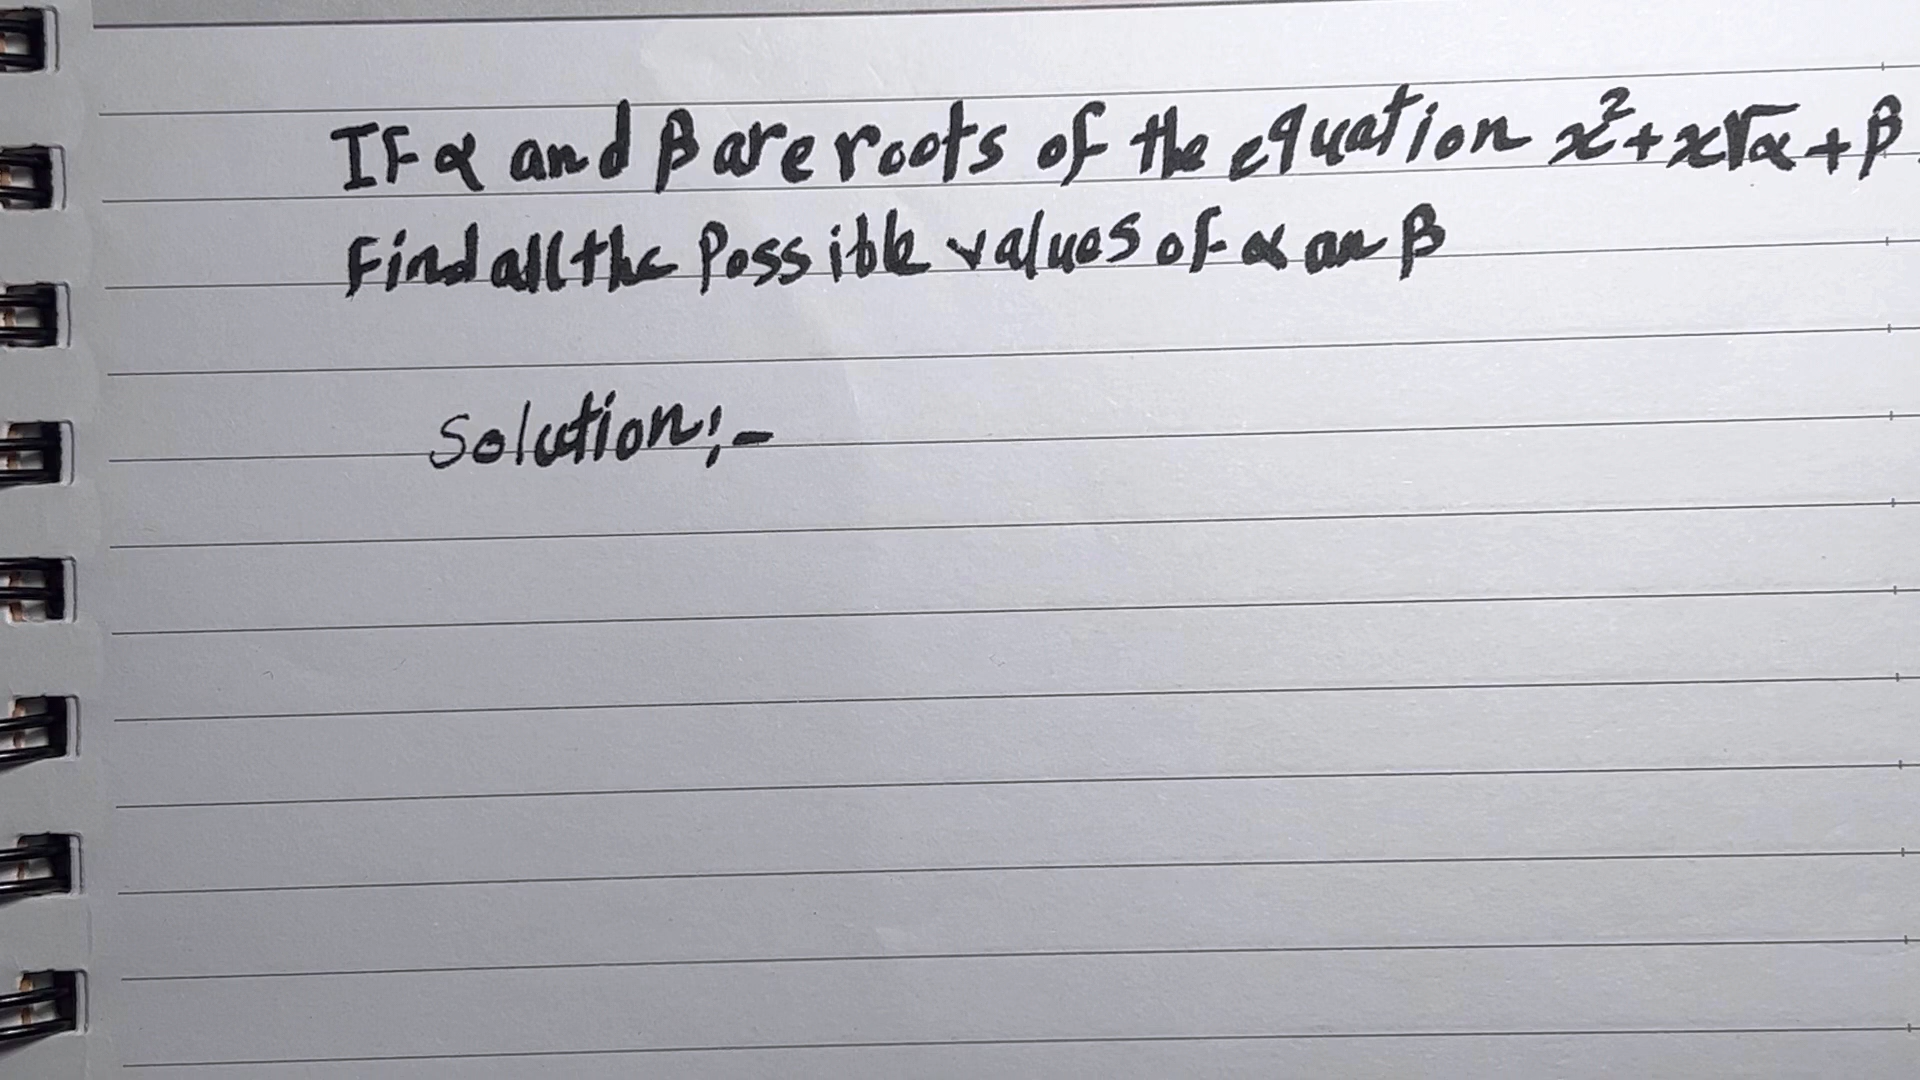 If α and β are roots of the equation x²+x√α+β
Find all the Possible values of α an β
Solution:-